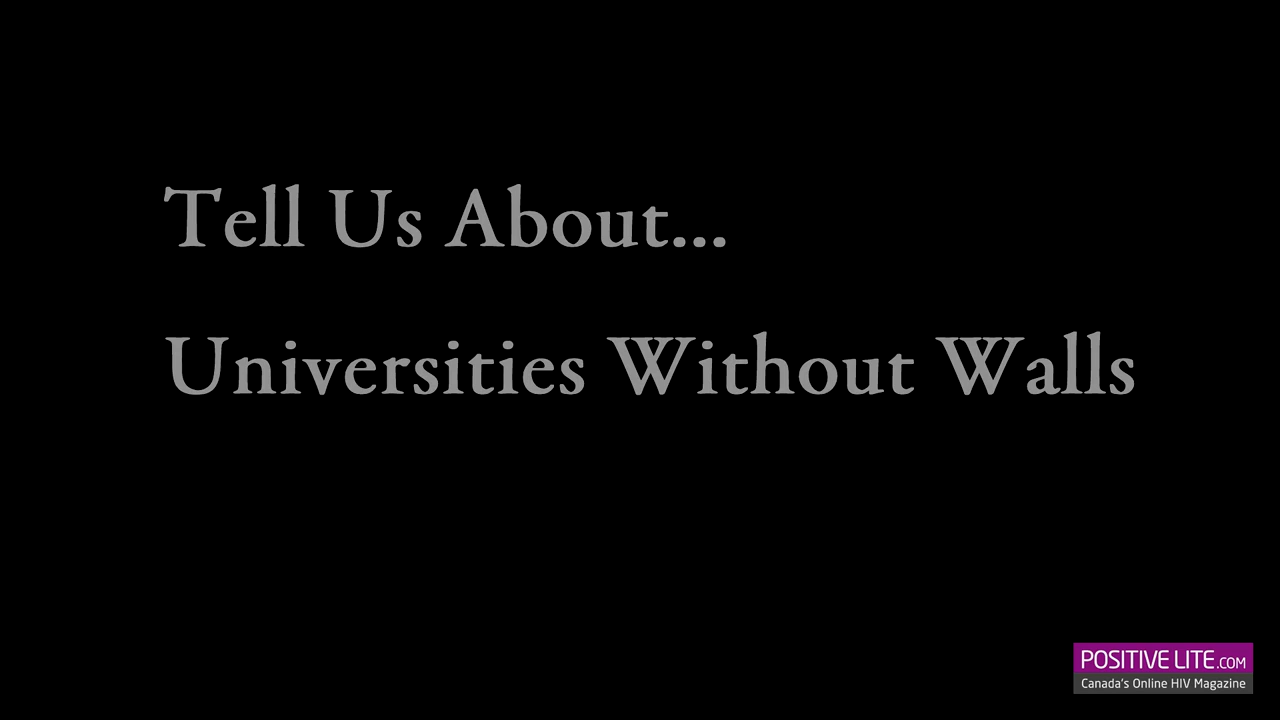 Tell Us About...
Universities Without Walls
POSITIVE LITE.COM
Canada's Online HIV Magazine